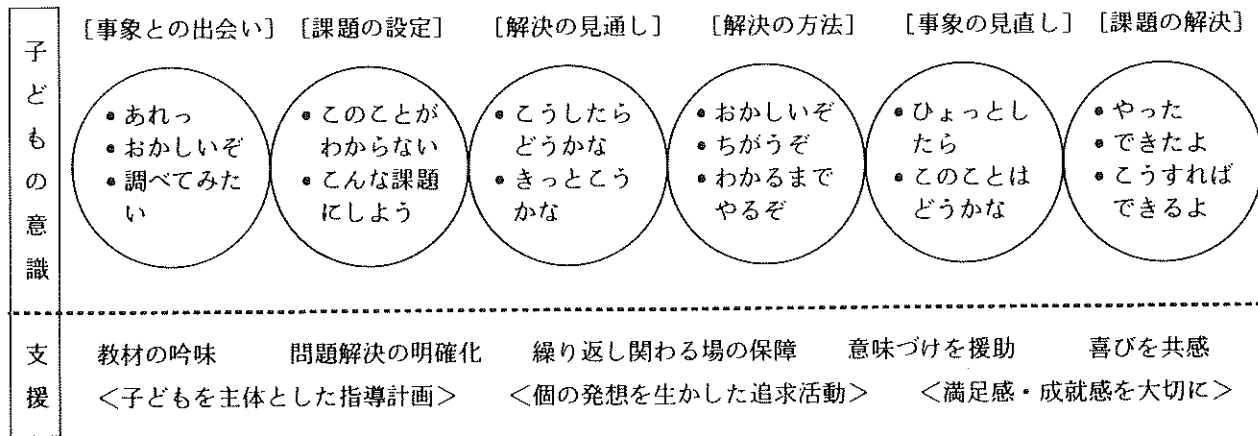 子どもの意識
[事象との出会い] [課題の設定] [解決の見通し] [解決の方法] [事象の見直し] [課題の解決]
• あれっ
• おかしいぞ
• 調べてみた
い
• このことが
わからない
• こんな課題
にしよう
• こうしたら
どうかな
• きっとこう
かな
• おかしいぞ
• ちがうぞ
• わかるまで
やるぞ
• ひょっとし
たら
• このことは
どうかな
• やった
• できたよ
• こうすれば
できるよ
支援
教材の吟味 問題解決の明確化 繰り返し関わる場の保障 意味づけを援助 喜びを共感
<子どもを主体とした指導計画> <個の発想を生かした追求活動> <満足感・成就感を大切に>